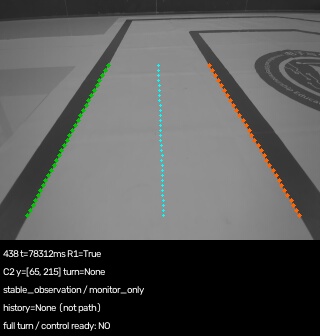 438 t=78312ms R1=True
C2 y=[65, 215] turn=None
stable_observation / monitor_only
history=None (not path)
full turn / control ready: NO